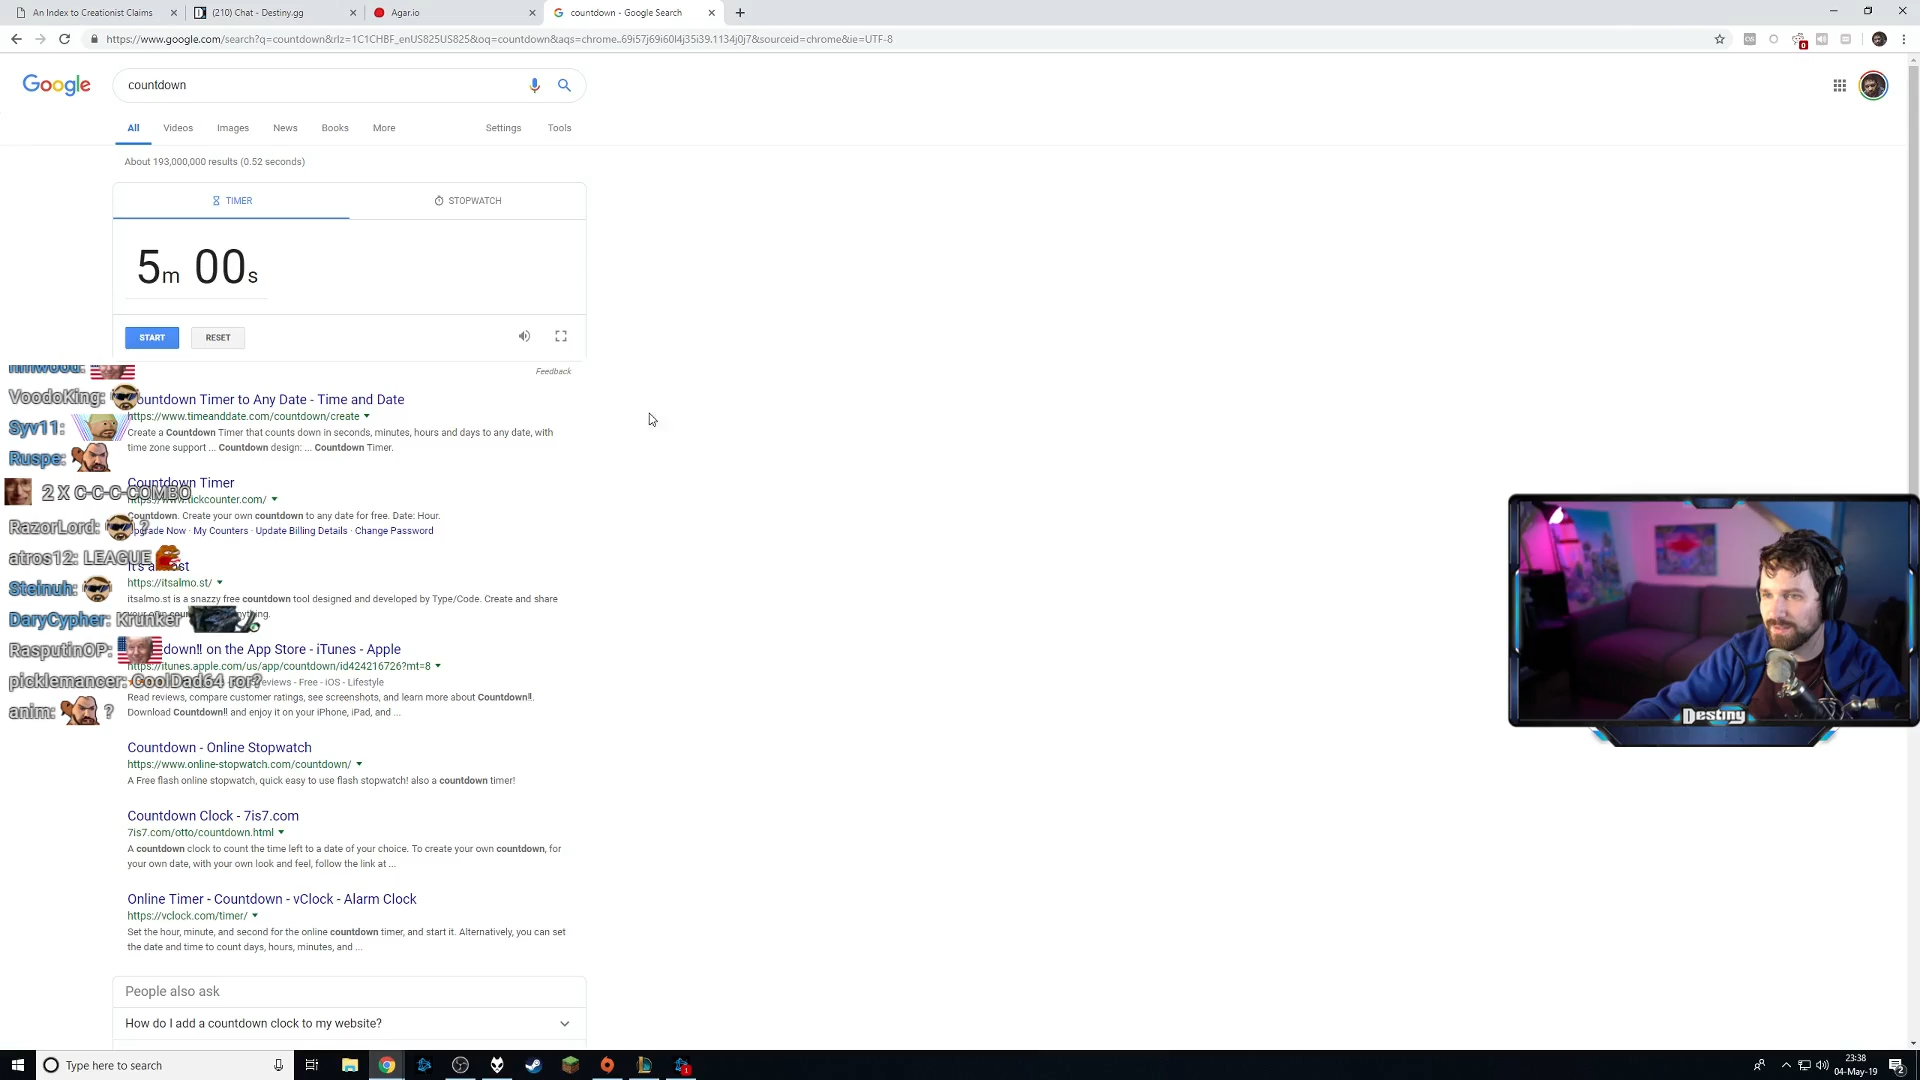 An Index to Creationist Claims
(210) Chat - Destiny.gg
Agar.io
countdown - Google Search
https://www.google.com/search?q=countdown&rlz=1C1CHBF_enUS825US825&oq=countdown&aqs=chrome..69i57j69i60l4j35i39.1134j0j7&sourceid=chrome&ie=UTF-8
Google
countdown
All
Videos
Images
News
Books
More
Settings
Tools
About 193,000,000 results (0.52 seconds)
TIMER
STOPWATCH
5m 00s
START
RESET
Feedback
VoodoKing:
ountdown Timer to Any Date - Time and Date
https://www.timeanddate.com/countdown/create
Syv11:
Create a Countdown Timer that counts down in seconds, minutes, hours and days to any date, with
time zone support ... Countdown design: ... Countdown Timer.
Ruspe:
Countdown Timer
2 X C-C-C-COMBO
https://www.tickcounter.com/
Countdown. Create your own countdown to any date for free. Date: Hour.
RazorLord: ?
pgrade Now · My Counters · Update Billing Details · Change Password
atros12: LEAGUE
It's almost
https://itsalmo.st/
Steinuh:
itsalmo.st is a snazzy free countdown tool designed and developed by Type/Code. Create and share
DaryCypher: Krunker
RasputinOP:
down!! on the App Store - iTunes - Apple
https://itunes.apple.com/us/app/countdown/id424216726?mt=8
picklemancer: CoolDad64 ror?
reviews - Free - iOS - Lifestyle
Read reviews, compare customer ratings, see screenshots, and learn more about Countdown!!.
anim: ?
Download Countdown!! and enjoy it on your iPhone, iPad, and ...
Destiny
Countdown - Online Stopwatch
https://www.online-stopwatch.com/countdown/
A Free flash online stopwatch, quick easy to use flash stopwatch! also a countdown timer!
Countdown Clock - 7is7.com
7is7.com/otto/countdown.html
A countdown clock to count the time left to a date of your choice. To create your own countdown, for
your own date, with your own look and feel, follow the link at ...
Online Timer - Countdown - vClock - Alarm Clock
https://vclock.com/timer/
Set the hour, minute, and second for the online countdown timer, and start it. Alternatively, you can set
the date and time to count days, hours, minutes, and ...
People also ask
How do I add a countdown clock to my website?
Type here to search
23:38
04-May-19